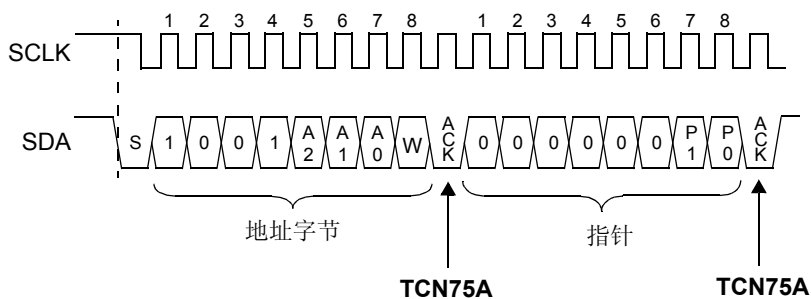 1 2 3 4 5 6 7 8 1 2 3 4 5 6 7 8
SCLK
SDA S 1 0 0 1 A2 A1 A0 W ACK 0 0 0 0 0 0 P1 P0 ACK
地址字节 指针
TCN75A TCN75A